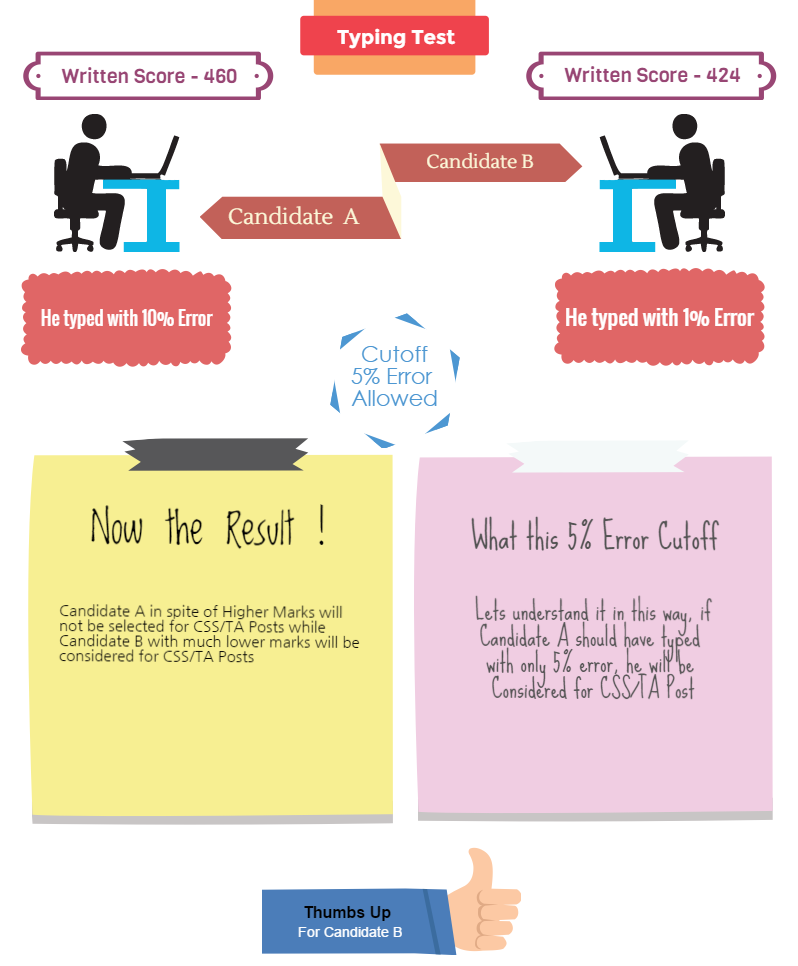 Typing Test
Written Score - 460
Written Score - 424
Candidate B
Candidate A
He typed with 10% Error
He typed with 1% Error
Cutoff
5% Error
Allowed
Now the Result !
Candidate A in spite of Higher Marks will
not be selected for CSS/TA Posts while
Candidate B with much lower marks will be
considered for CSS/TA Posts
What this 5% Error Cutoff
Lets understand it in this way, if
Candidate A should have typed
with only 5% error, he will be
Considered for CSS/TA Post
Thumbs Up
For Candidate B